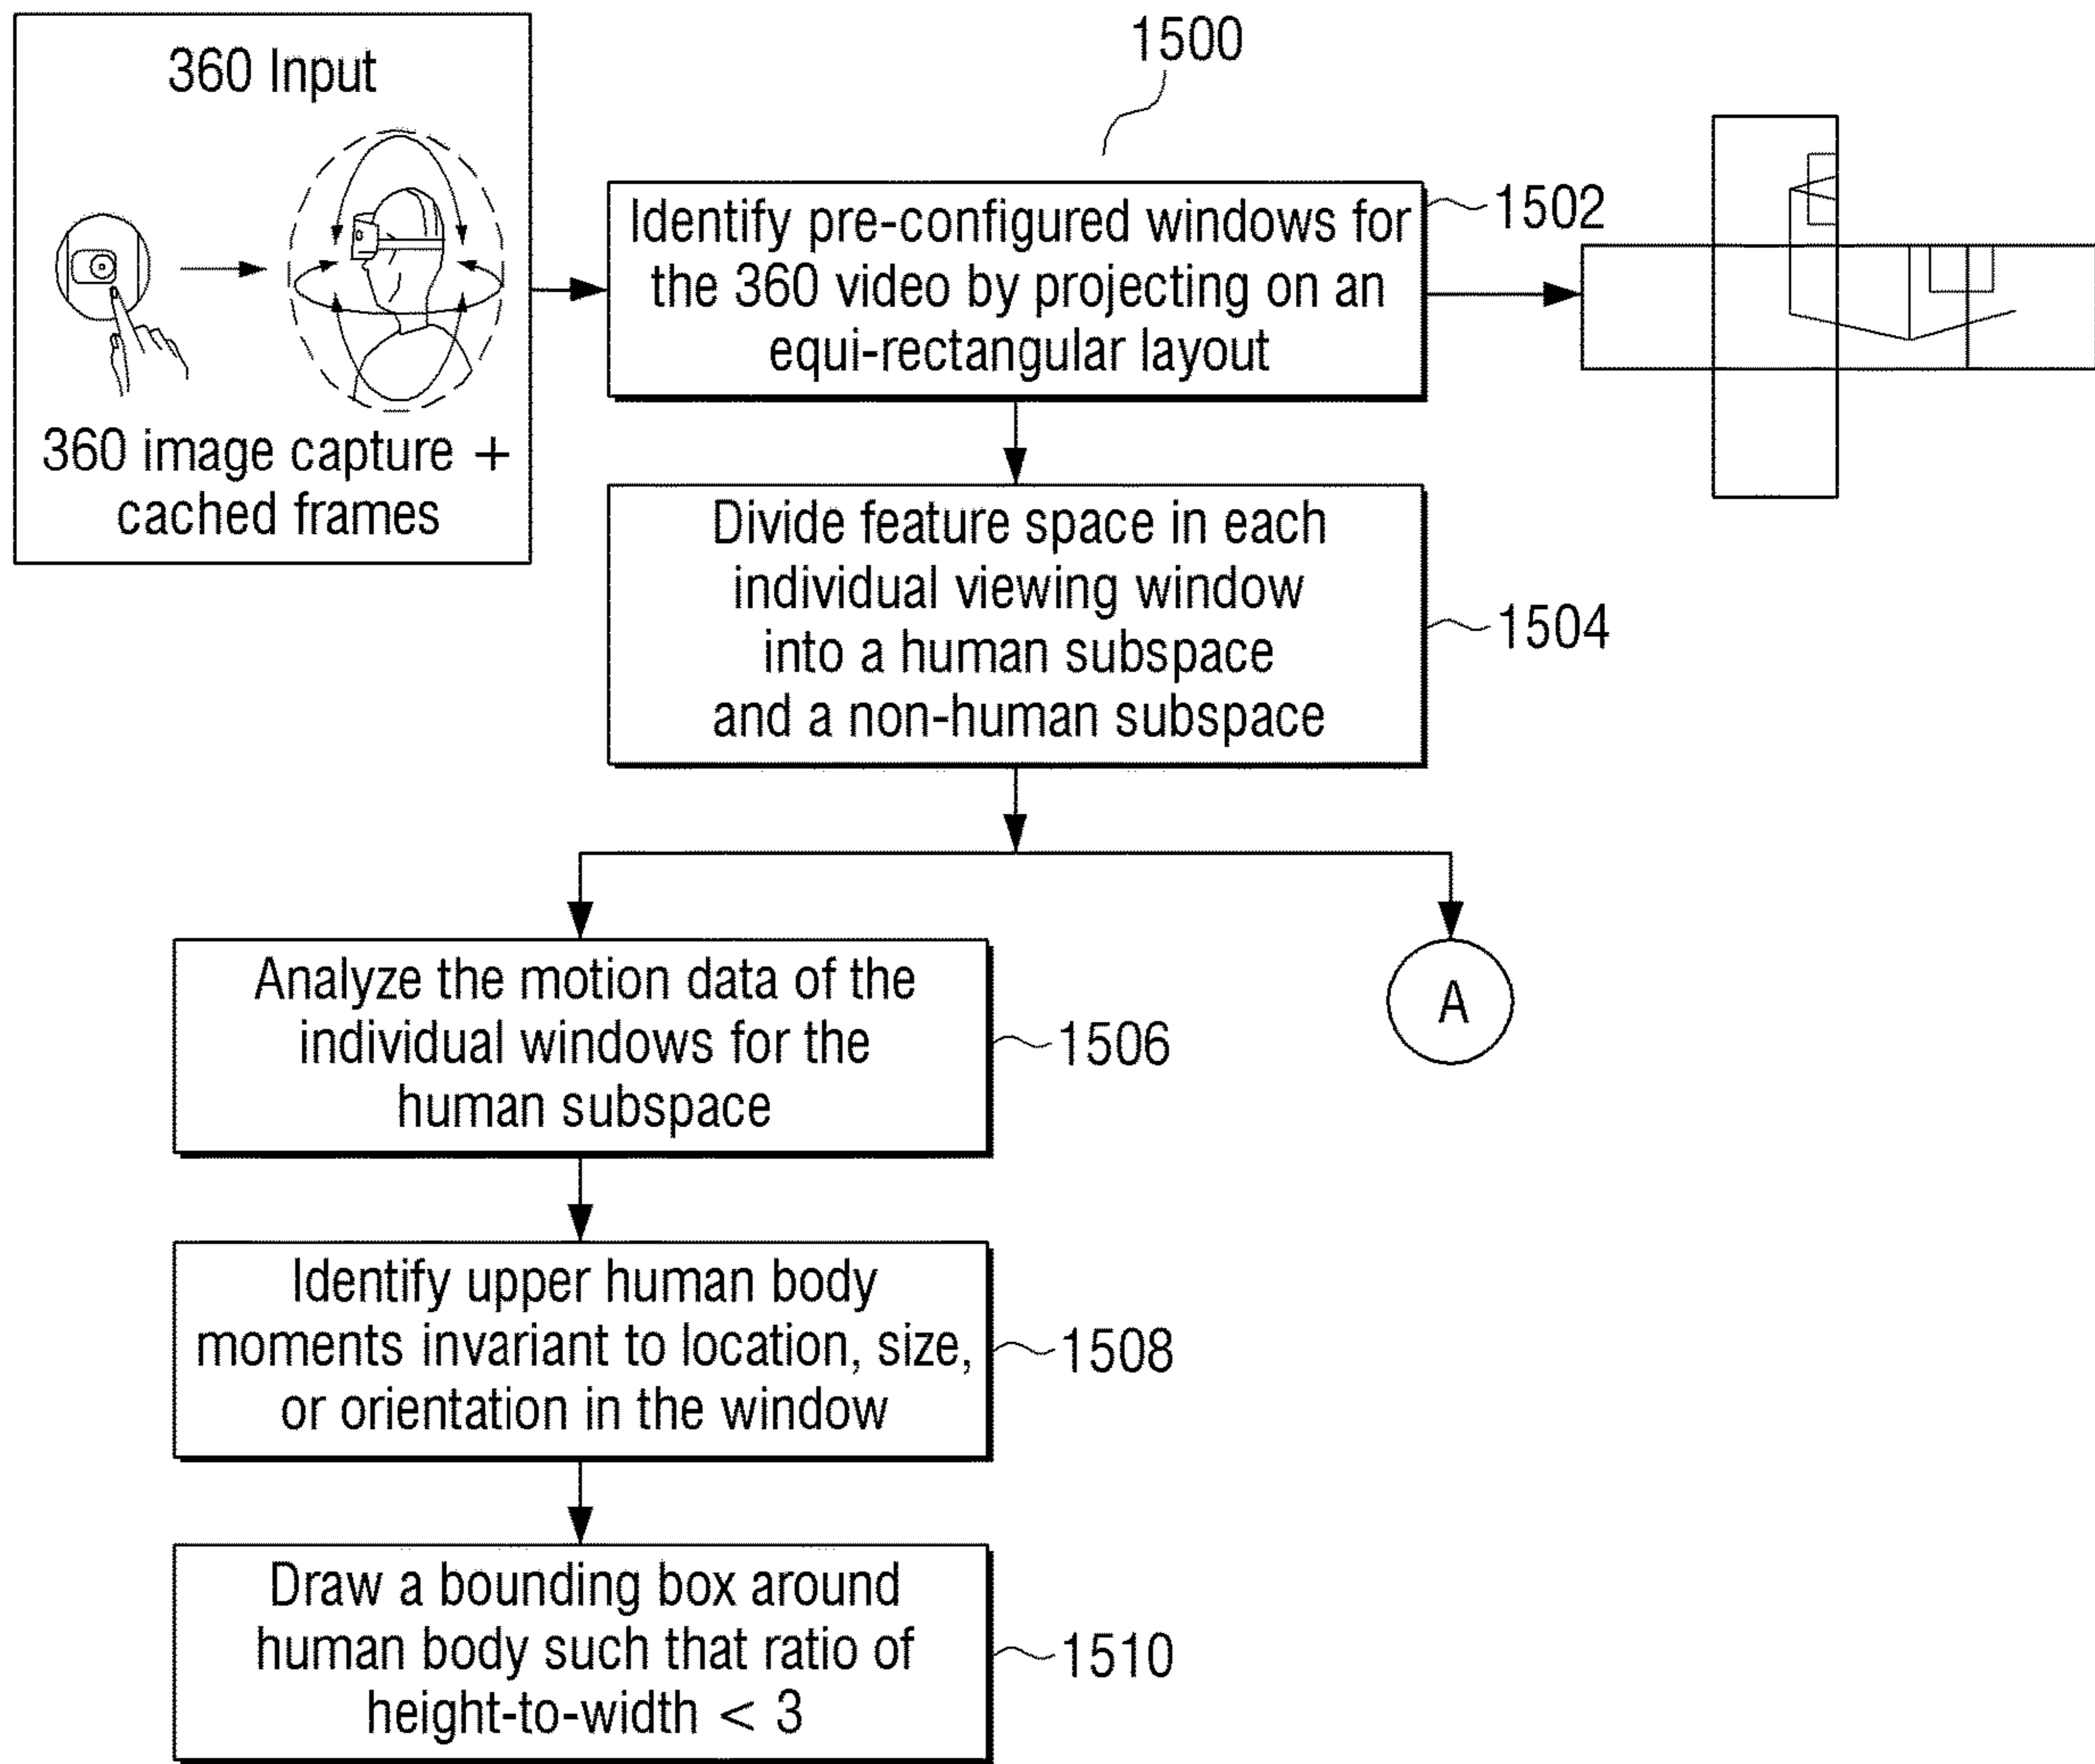 360 Input
360 image capture +
cached frames
1500
Identify pre-configured windows for
the 360 video by projecting on an
equi-rectangular layout
1502
Divide feature space in each
individual viewing window
into a human subspace
and a non-human subspace
1504
Analyze the motion data of the
individual windows for the
human subspace
1506
A
Identify upper human body
moments invariant to location, size,
or orientation in the window
1508
Draw a bounding box around
human body such that ratio of
height-to-width < 3
1510